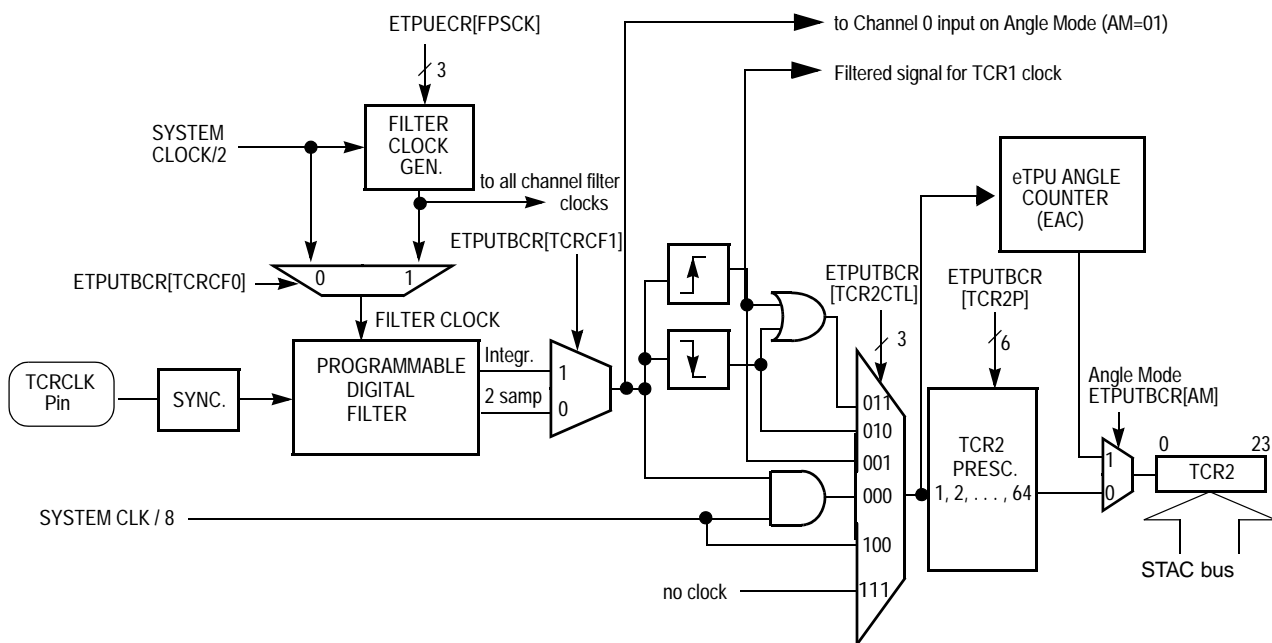 ETPUECR[FPSCK]
3
to Channel 0 input on Angle Mode (AM=01)
Filtered signal for TCR1 clock
SYSTEM
CLOCK/2
FILTER
CLOCK
GEN.
to all channel filter
clocks
eTPU ANGLE
COUNTER
(EAC)
ETPUTBCR[TCRCF1]
ETPUTBCR[TCRCF0]
0
1
FILTER CLOCK
ETPUTBCR
[TCR2CTL]
3
ETPUTBCR
[TCR2P]
6
TCRCLK
Pin
SYNC.
PROGRAMMABLE
DIGITAL
FILTER
Integr.
2 samp
1
0
011
010
001
000
100
111
TCR2
PRESC.
1, 2, . . . , 64
Angle Mode
ETPUTBCR[AM]
1
0
0
23
TCR2
SYSTEM CLK / 8
no clock
STAC bus